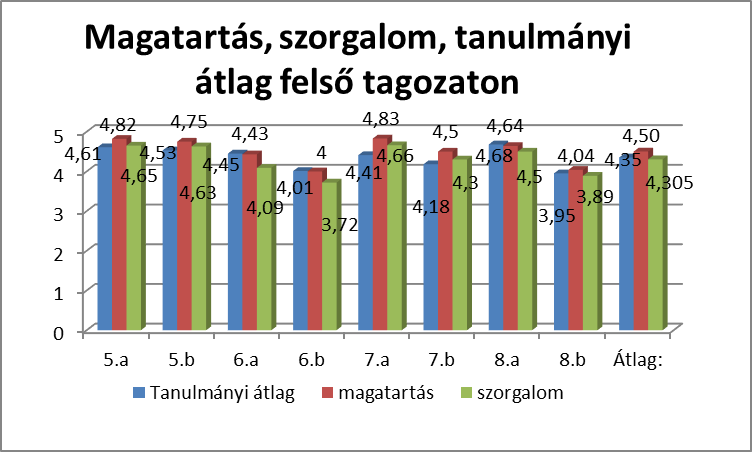 Magatartás, szorgalom, tanulmányi
átlag felső tagozaton
4,82 4,75 4,43 4 4,83 4,5 4,64 4,04 4,50
4,61 4,53 4,45 4,01 4,41 4,18 4,68 3,95 4,35
4,65 4,63 4,09 3,72 4,66 4,3 4,5 3,89 4,305
5
4
3
2
1
0
5.a 5.b 6.a 6.b 7.a 7.b 8.a 8.b Átlag:
Tanulmányi átlag magatartás szorgalom